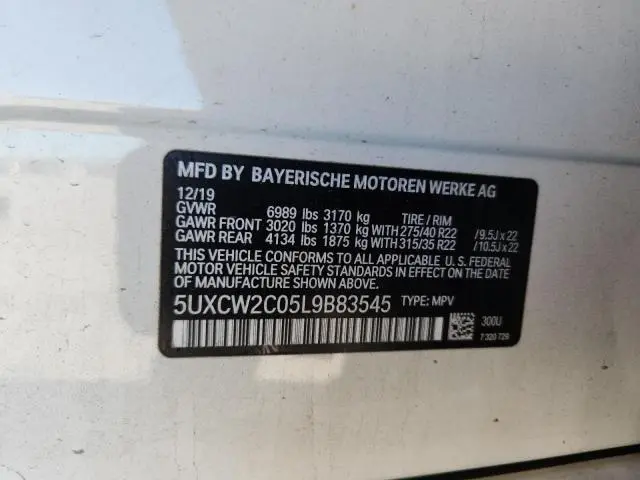 MFD BY BAYERISCHE MOTOREN WERKE AG
12/19
GVWR 6989 lbs 3170 kg TIRE / RIM
GAWR FRONT 3020 lbs 1370 kg WITH 275/40 R22 /9.5J x 22
GAWR REAR 4134 lbs 1875 kg WITH 315/35 R22 /10.5J x 22
THIS VEHICLE CONFORMS TO ALL APPLICABLE U. S. FEDERAL
MOTOR VEHICLE SAFETY STANDARDS IN EFFECT ON THE
DATE OF MANUFACTURE SHOWN ABOVE.
5UXCW2C05L9B83545 TYPE: MPV
300U
7 320 729